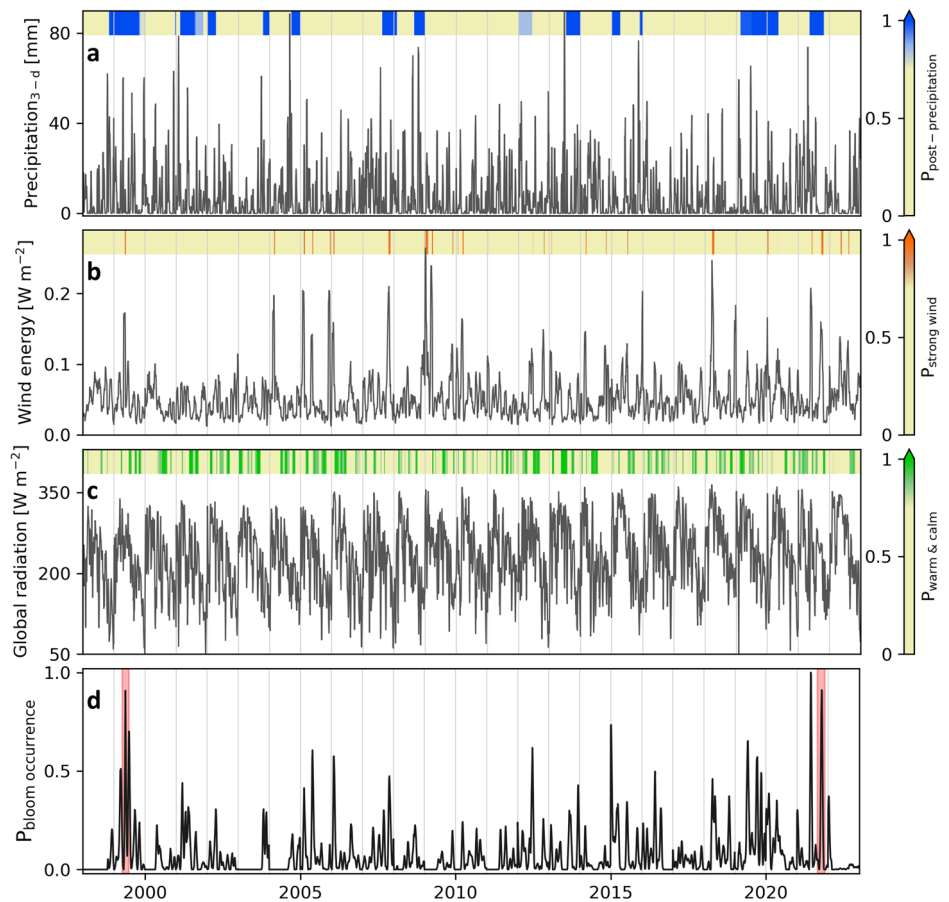 a
Precipitation3−d [mm]
80
40
0
1
0.5
0
Ppost−precipitation
b
Wind energy [W m−2]
0.2
0.1
0.0
1
0.5
0
Pstrong wind
c
Global radiation [W m−2]
350
200
50
1
0.5
0
Pwarm & calm
d
Pbloom occurrence
1.0
0.5
0.0
2000 2005 2010 2015 2020